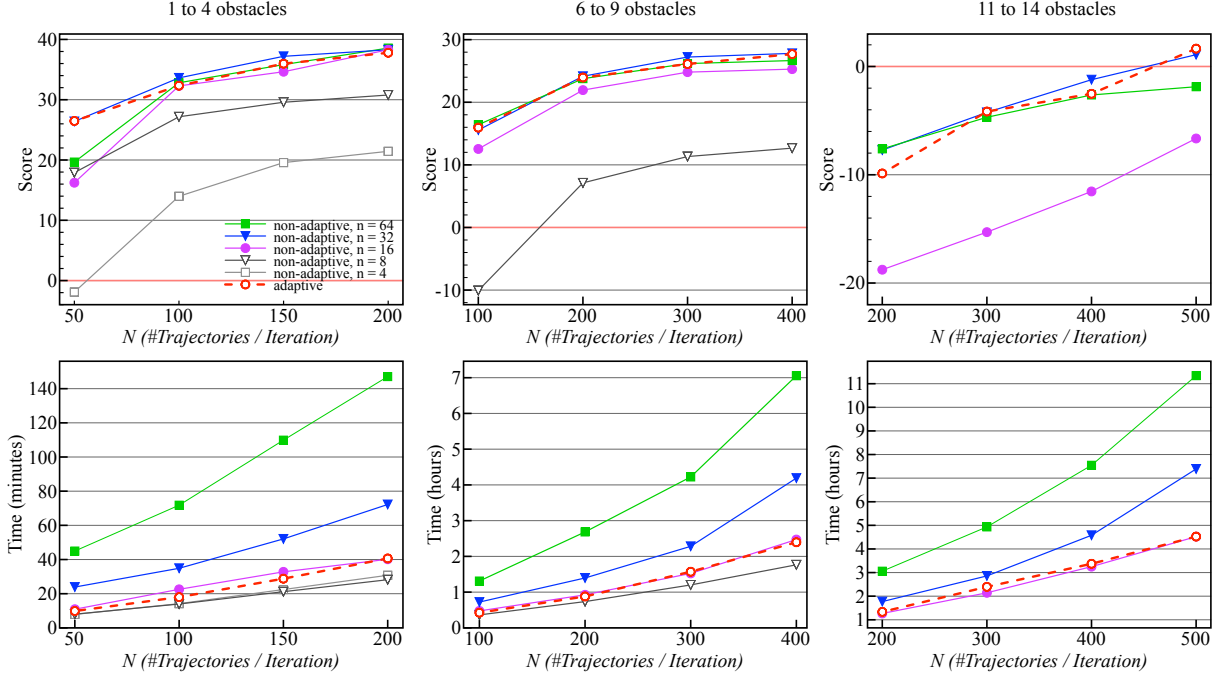 1 to 4 obstacles
6 to 9 obstacles
11 to 14 obstacles
40
30
20
10
0
Score
non-adaptive, n = 64
non-adaptive, n = 32
non-adaptive, n = 16
non-adaptive, n = 8
non-adaptive, n = 4
adaptive
50 100 150 200
N (#Trajectories / Iteration)
30
20
10
0
-10
Score
100 200 300 400
N (#Trajectories / Iteration)
0
-10
-20
Score
200 300 400 500
N (#Trajectories / Iteration)
140
120
100
80
60
40
20
0
Time (minutes)
50 100 150 200
N (#Trajectories / Iteration)
7
6
5
4
3
2
1
0
Time (hours)
100 200 300 400
N (#Trajectories / Iteration)
11
10
9
8
7
6
5
4
3
2
1
Time (hours)
200 300 400 500
N (#Trajectories / Iteration)